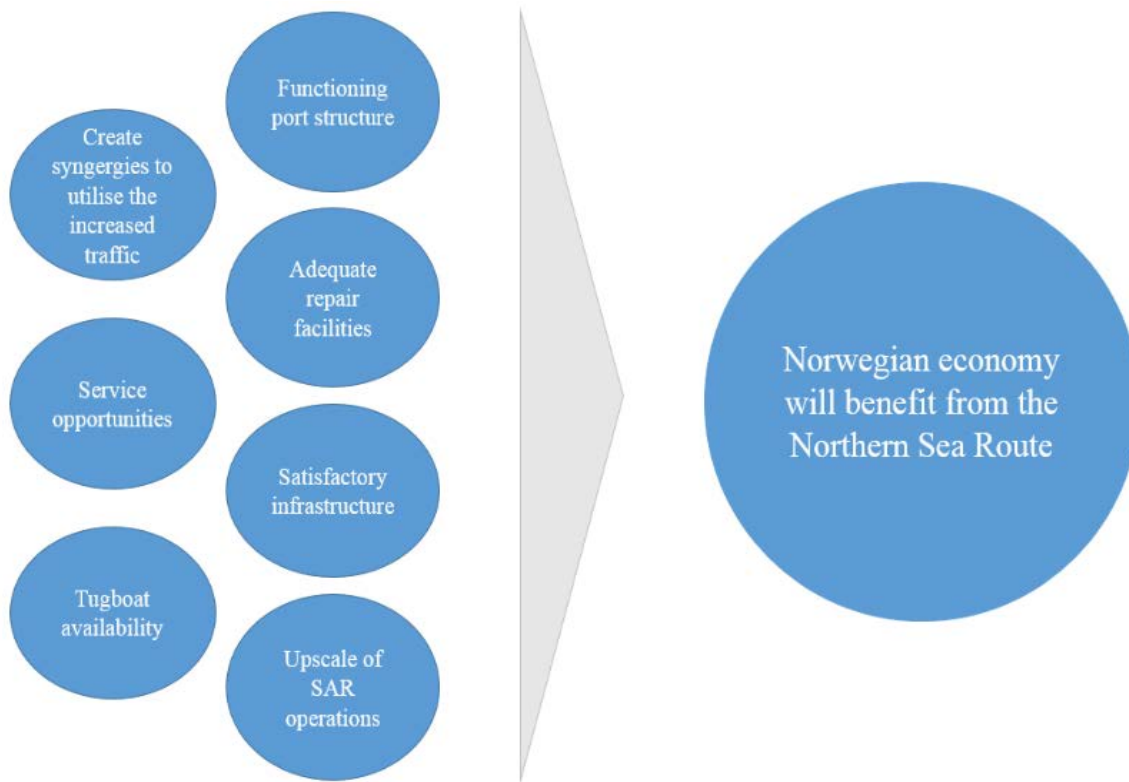 Functioning
port structure
Create
syngergies to
utilise the
increased
traffic
Adequate
repair
facilities
Service
opportunities
Satisfactory
infrastructure
Tugboat
availability
Upscale of
SAR
operations
Norwegian economy
will benefit from the
Northern Sea Route